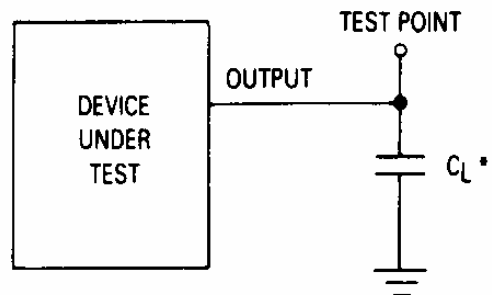 TEST POINT
OUTPUT
DEVICE
UNDER
TEST
CL*